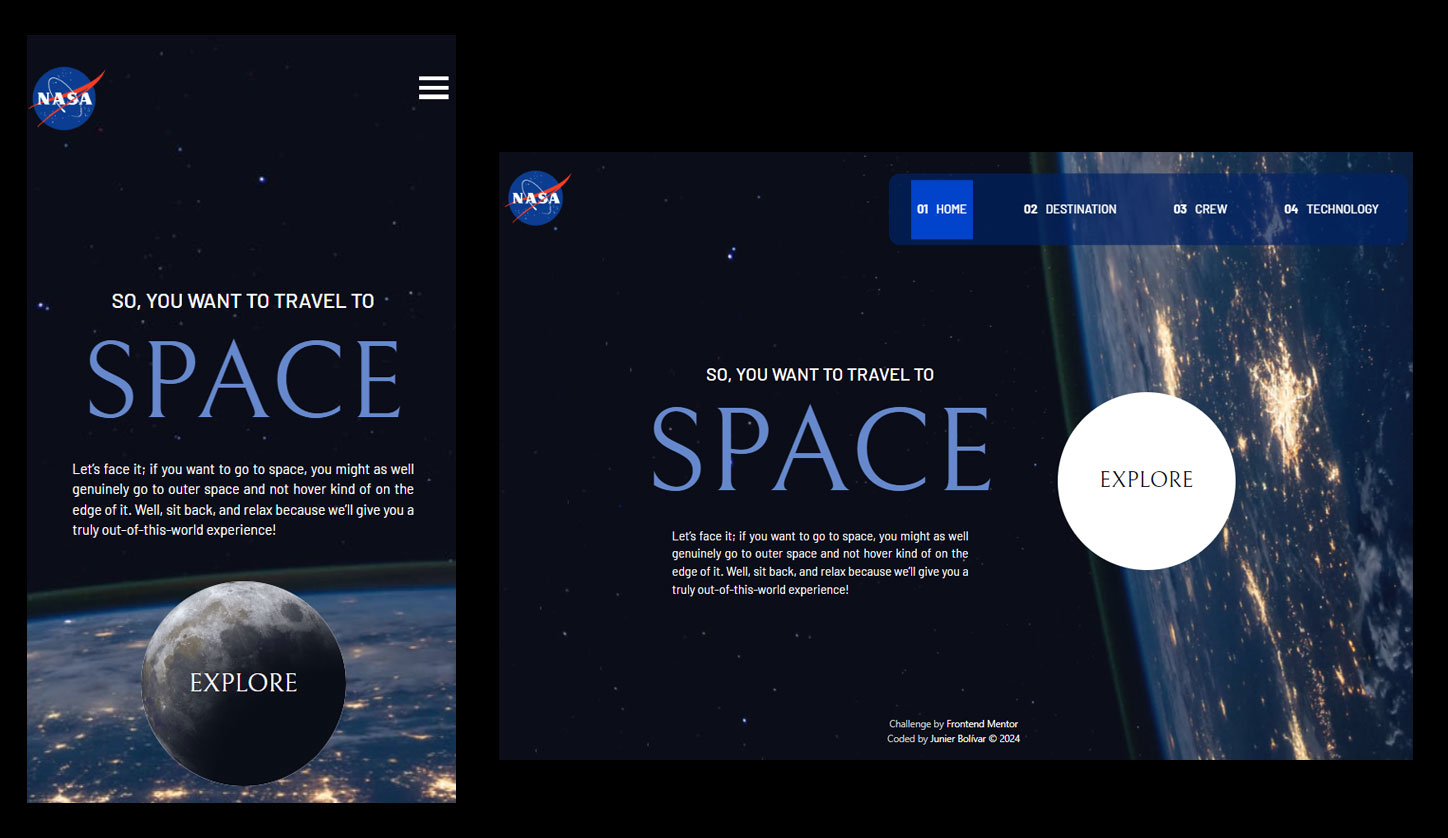 NASA
SO, YOU WANT TO TRAVEL TO
SPACE
Let's face it; if you want to go to space, you might as well
genuinely go to outer space and not hover kind of on the
edge of it. Well, sit back, and relax because we'll give you a
truly out-of-this-world experience!
EXPLORE
NASA
01 HOME 02 DESTINATION 03 CREW 04 TECHNOLOGY
SO, YOU WANT TO TRAVEL TO
SPACE
Let's face it; if you want to go to space, you might as well
genuinely go to outer space and not hover kind of on the
edge of it. Well, sit back, and relax because we'll give you a
truly out-of-this-world experience!
EXPLORE
Challenge by Frontend Mentor
Coded by Junier Bolívar © 2024